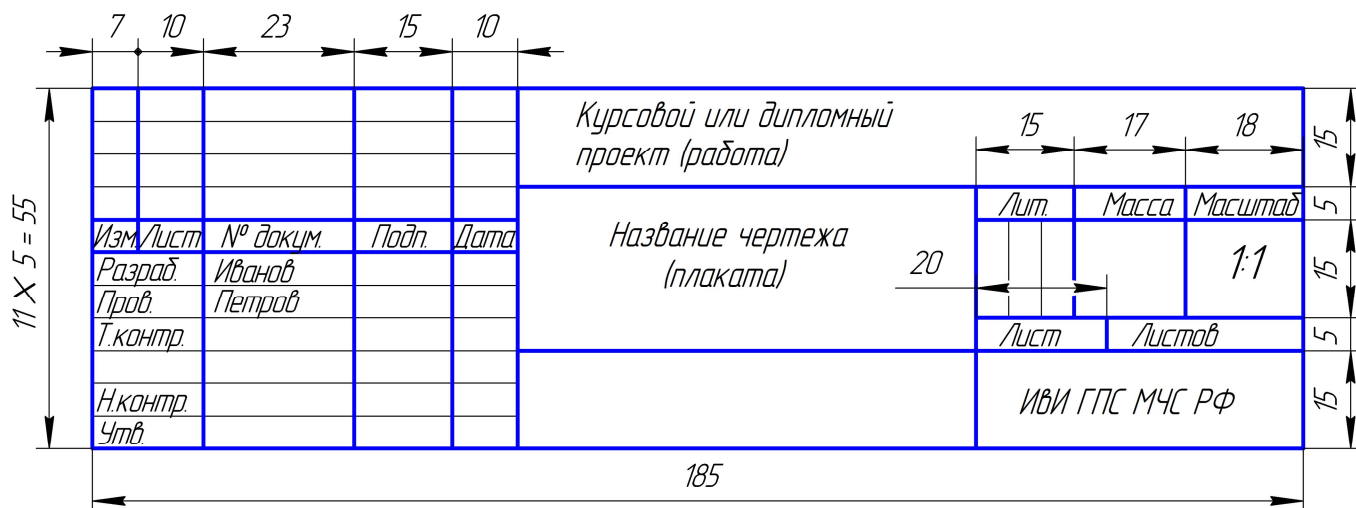 7 10 23 15 10
Курсовой или дипломный
проект (работа)
15 17 18
15
11 × 5 = 55
Лит. Масса Масштаб
5
Изм Лист № докум. Подп. Дата
Название чертежа
(плаката)
20
1:1
15
Разраб. Иванов
Пров. Петров
Т.контр.
Лист Листов
5
Н.контр.
Утв.
ИвИ ГПС МЧС РФ
15
185